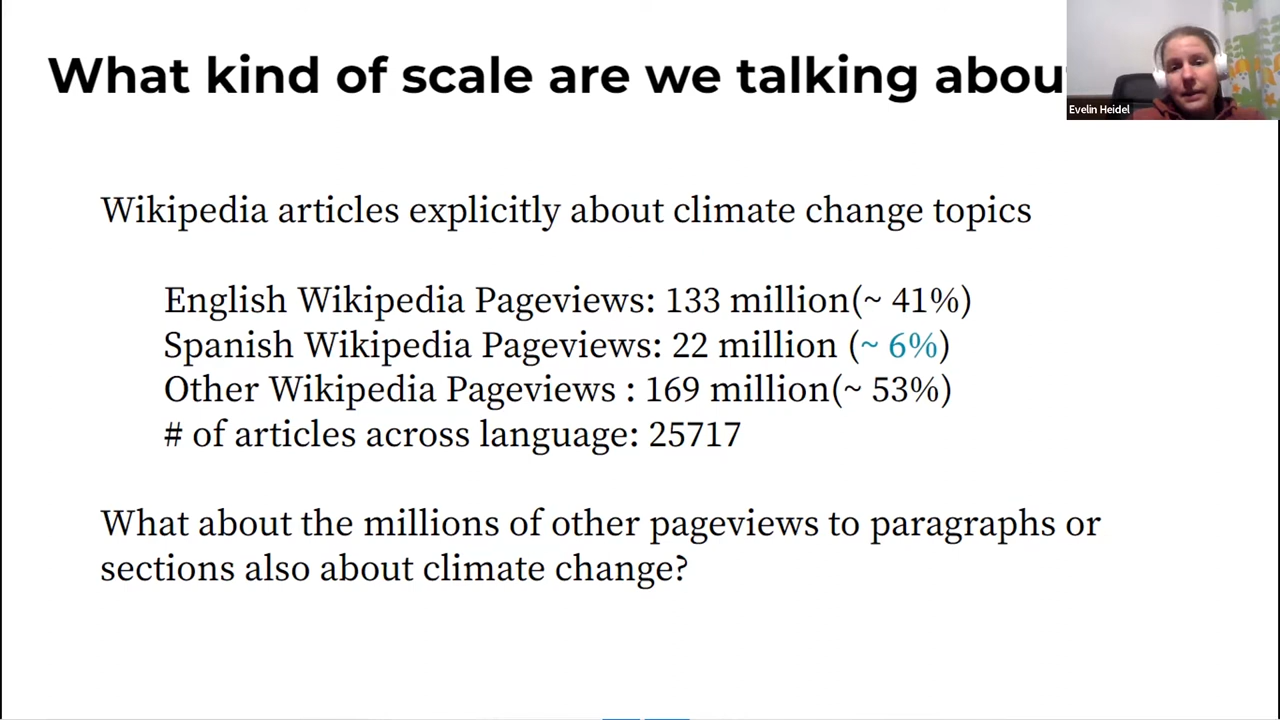 What kind of scale are we talking abou
Evelin Heidel
Wikipedia articles explicitly about climate change topics
English Wikipedia Pageviews: 133 million(~ 41%)
Spanish Wikipedia Pageviews: 22 million (~ 6%)
Other Wikipedia Pageviews : 169 million(~ 53%)
# of articles across language: 25717
What about the millions of other pageviews to paragraphs or
sections also about climate change?